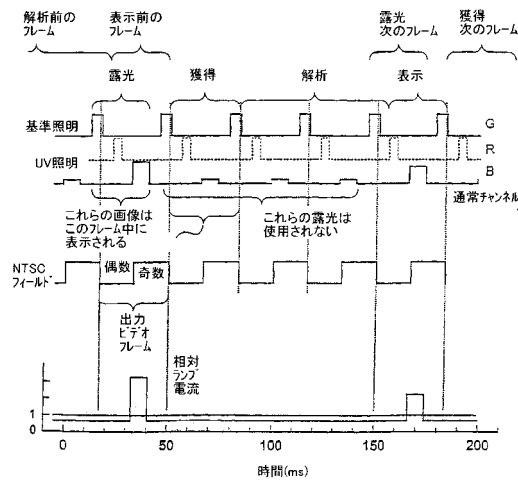 解析前の
フレーム
表示前の
フレーム
露光
次のフレーム
獲得
次のフレーム
露光
獲得
解析
表示
基準照明
G
R
UV照明
B
通常チャンネル
これらの画像は
このフレーム中に
表示される
これらの露光は
使用されない
NTSC
フィールド
偶数
奇数
出力
ビデオ
フレーム
相対
ランプ
電流
1
0
0
50
100
150
200
時間(ms)